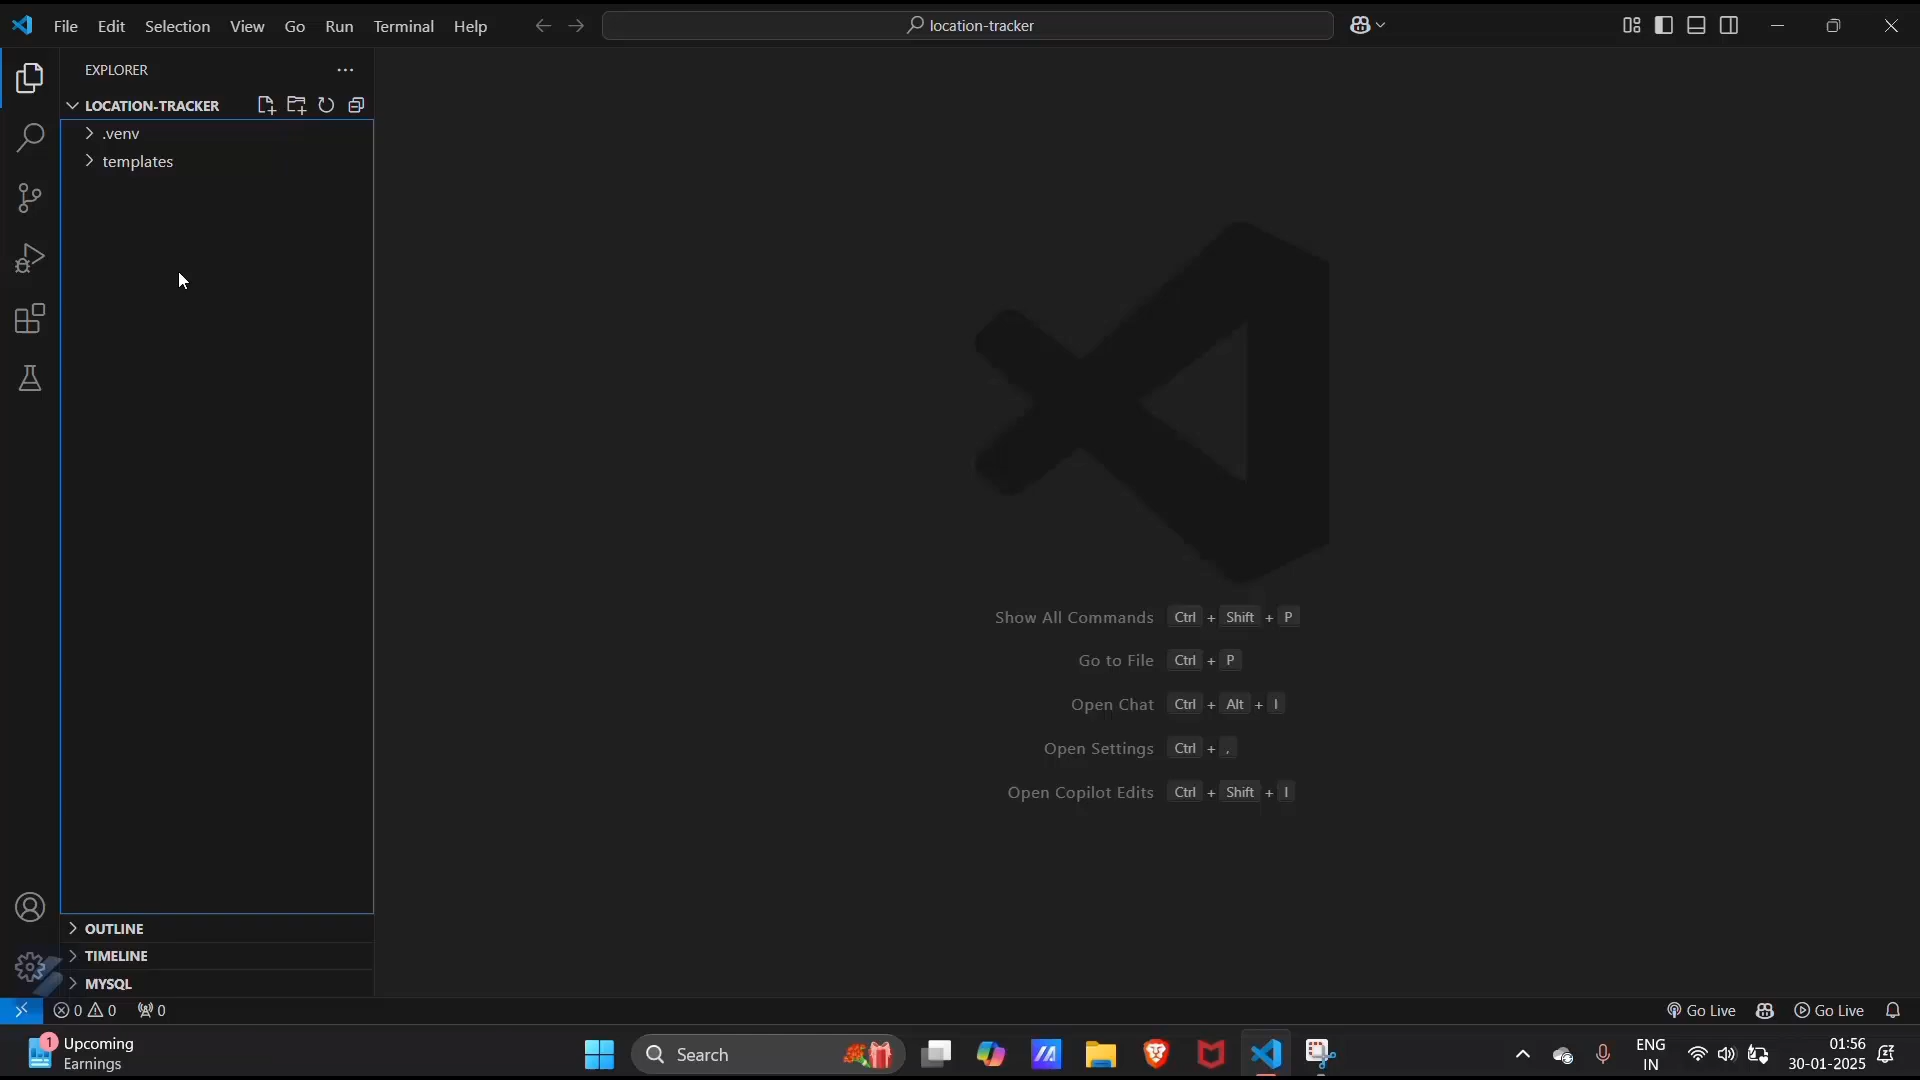 File Edit Selection View Go Run Terminal Help
location-tracker
EXPLORER
LOCATION-TRACKER
.venv
templates
Show All Commands Ctrl + Shift + P
Go to File Ctrl + P
Open Chat Ctrl + Alt + I
Open Settings Ctrl + ,
Open Copilot Edits Ctrl + Shift + I
OUTLINE
TIMELINE
MYSQL
0 0 0
Go Live Go Live
1 Upcoming
Earnings
Search
ENG
IN
01:56
30-01-2025